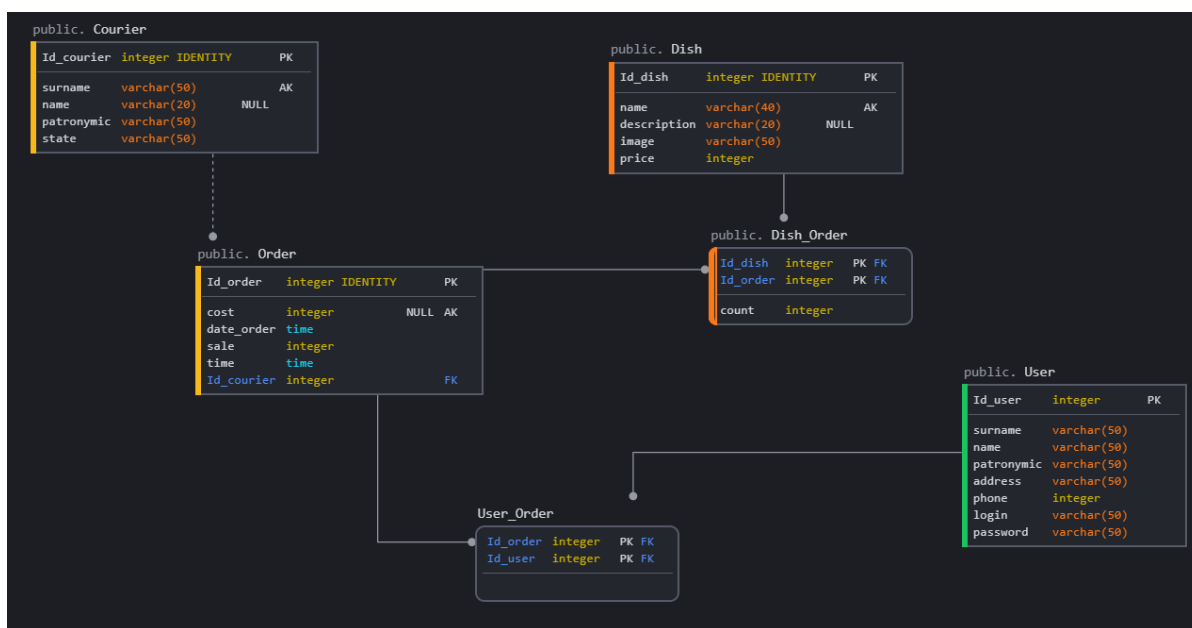 public. Courier
Id_courier integer IDENTITY PK
surname varchar(50) AK
name varchar(20) NULL
patronymic varchar(50)
state varchar(50)
public. Dish
Id_dish integer IDENTITY PK
name varchar(40) AK
description varchar(20) NULL
image varchar(50)
price integer
public. Order
Id_order integer IDENTITY PK
cost integer NULL AK
date_order time
sale integer
time time
Id_courier integer FK
public. Dish_Order
Id_dish integer PK FK
Id_order integer PK FK
count integer
public. User
Id_user integer PK
surname varchar(50)
name varchar(50)
patronymic varchar(50)
address varchar(50)
phone integer
login varchar(50)
password varchar(50)
User_Order
Id_order integer PK FK
Id_user integer PK FK